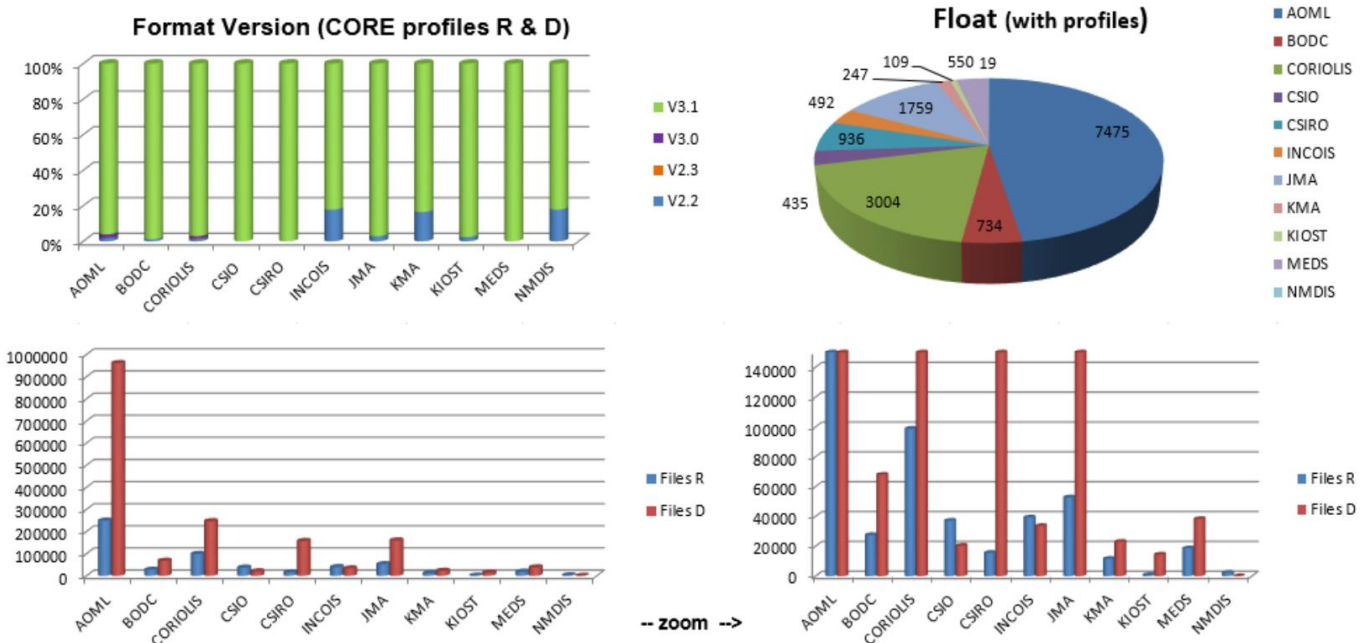 Format Version (CORE profiles R & D)
100%
80%
60%
40%
20%
0%
AOML
BODC
CORIOLIS
CSIO
CSIRO
INCOIS
JMA
KMA
KIOST
MEDS
NMDIS
V3.1
V3.0
V2.3
V2.2
Float (with profiles)
7475
734
3004
435
936
492
1759
247
109
550
19
AOML
BODC
CORIOLIS
CSIO
CSIRO
INCOIS
JMA
KMA
KIOST
MEDS
NMDIS
1000000
900000
800000
700000
600000
500000
400000
300000
200000
100000
0
AOML
BODC
CORIOLIS
CSIO
CSIRO
INCOIS
JMA
KMA
KIOST
MEDS
NMDIS
Files R
Files D
-- zoom -->
140000
120000
100000
80000
60000
40000
20000
0
AOML
BODC
CORIOLIS
CSIO
CSIRO
INCOIS
JMA
KMA
KIOST
MEDS
NMDIS
Files R
Files D